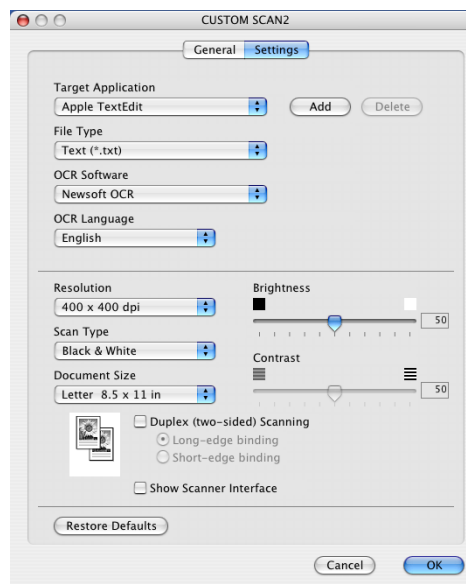 CUSTOM SCAN2
General Settings
Target Application
Apple TextEdit Add Delete
File Type
Text (*.txt)
OCR Software
Newsoft OCR
OCR Language
English
Resolution Brightness
400 x 400 dpi
50
Scan Type
Black & White
Contrast
Document Size
Letter 8.5 x 11 in 50
Duplex (two-sided) Scanning
Long-edge binding
Short-edge binding
Show Scanner Interface
Restore Defaults
Cancel OK